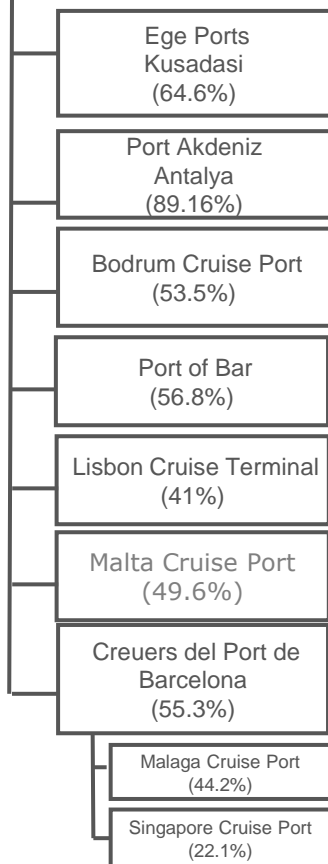 Ege Ports
Kusadasi
(64.6%)
Port Akdeniz
Antalya
(89.16%)
Bodrum Cruise Port
(53.5%)
Port of Bar
(56.8%)
Lisbon Cruise Terminal
(41%)
Malta Cruise Port
(49.6%)
Creuers del Port de
Barcelona
(55.3%)
Malaga Cruise Port
(44.2%)
Singapore Cruise Port
(22.1%)